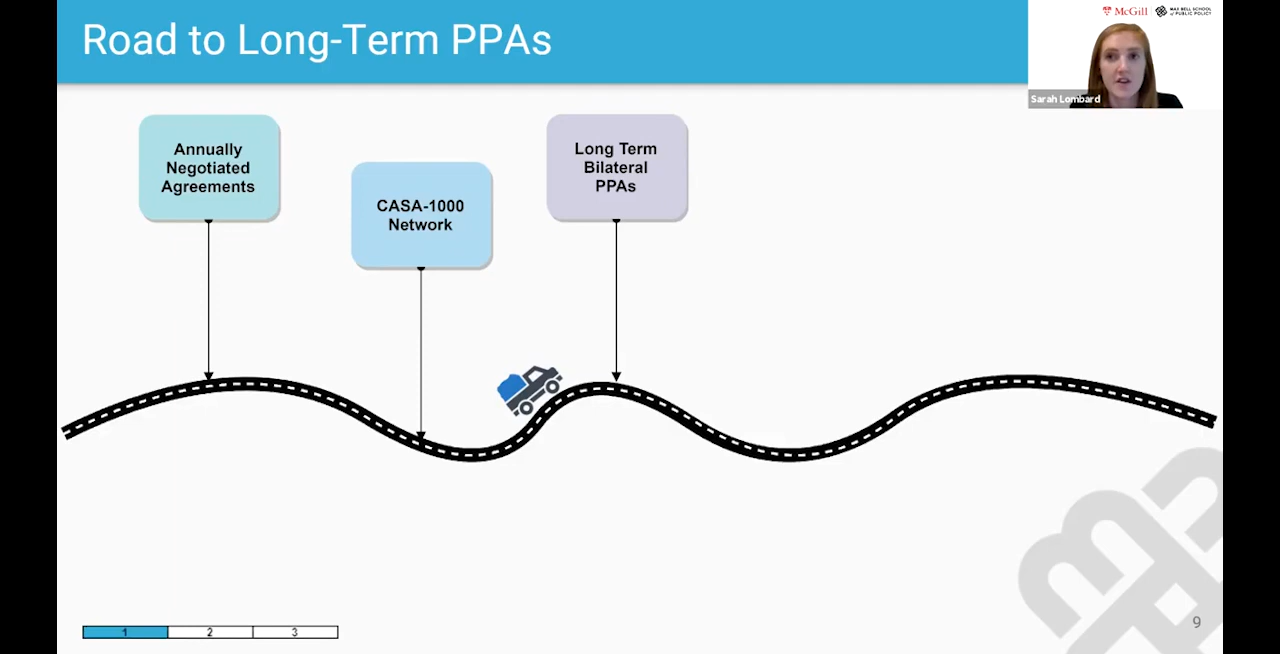 Road to Long-Term PPAs
McGill
MAX BELL SCHOOL
of PUBLIC POLICY
Sarah Lombard
Annually
Negotiated
Agreements
CASA-1000
Network
Long Term
Bilateral
PPAs
1 2 3
9